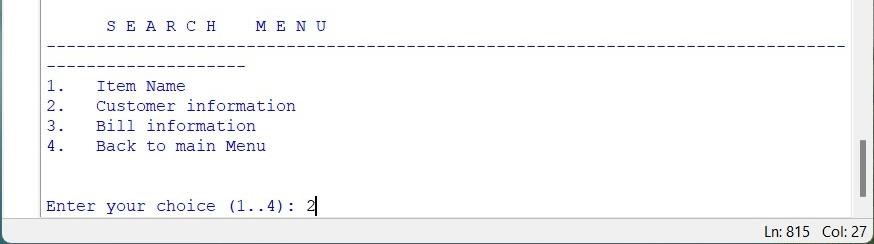 S E A R C H    M E N U
--------------------------------------------------------------------------------
--------------------
1.   Item Name
2.   Customer information
3.   Bill information
4.   Back to main Menu
Enter your choice (1..4): 2
Ln: 815   Col: 27